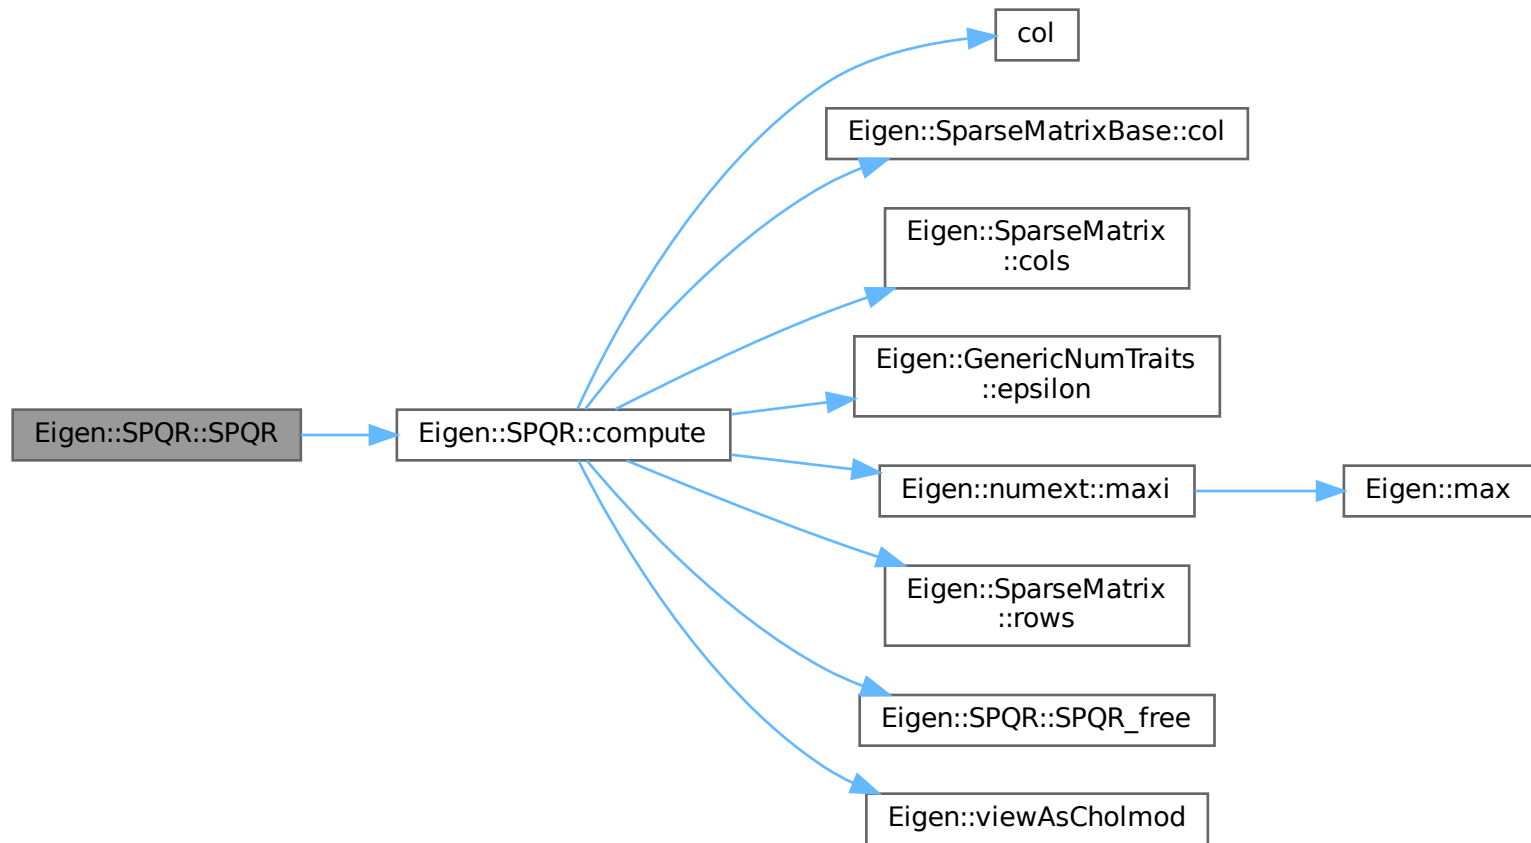 col
Eigen::SparseMatrixBase::col
Eigen::SparseMatrix
::cols
Eigen::GenericNumTraits
::epsilon
Eigen::SPQR::SPQR
Eigen::SPQR::compute
Eigen::numext::maxi
Eigen::max
Eigen::SparseMatrix
::rows
Eigen::SPQR::SPQR_free
Eigen::viewAsCholmod